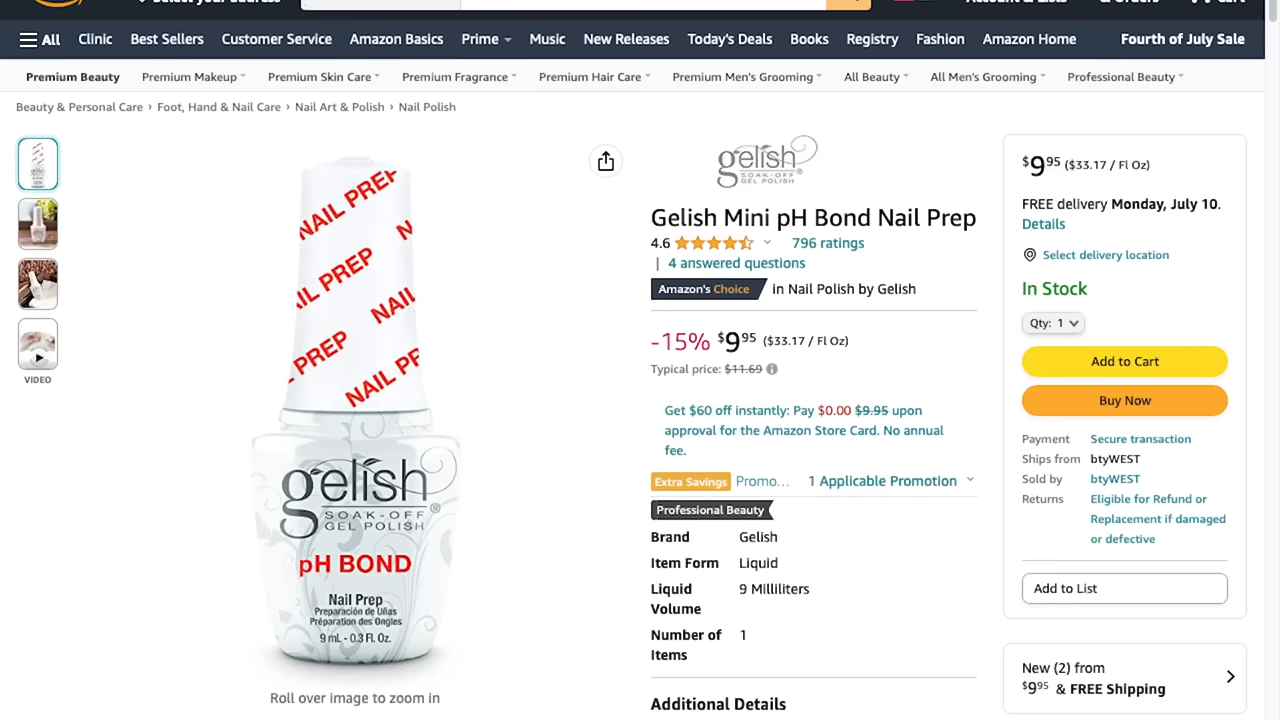 Select your address
Account & Lists
& Orders
Cart
All
Clinic
Best Sellers
Customer Service
Amazon Basics
Prime
Music
New Releases
Today's Deals
Books
Registry
Fashion
Amazon Home
Fourth of July Sale
Premium Beauty
Premium Makeup
Premium Skin Care
Premium Fragrance
Premium Hair Care
Premium Men's Grooming
All Beauty
All Men's Grooming
Professional Beauty
Beauty & Personal Care › Foot, Hand & Nail Care › Nail Art & Polish › Nail Polish
VIDEO
NAIL PREP
NAIL PREP
gelish
SOAK-OFF
GEL POLISH
pH BOND
Nail Prep
Preparación de Uñas
Préparation des Ongles
9 mL - 0.3 Fl. Oz.
Roll over image to zoom in
gelish
SOAK-OFF
GEL POLISH
Gelish Mini pH Bond Nail Prep
4.6
796 ratings
| 4 answered questions
Amazon's Choice in Nail Polish by Gelish
-15% $9.95 ($33.17 / Fl Oz)
Typical price: $11.69
Get $60 off instantly: Pay $0.00 $9.95 upon
approval for the Amazon Store Card. No annual
fee.
Extra Savings Promo… 1 Applicable Promotion
Professional Beauty
Brand Gelish
Item Form Liquid
Liquid Volume 9 Milliliters
Number of Items 1
Additional Details
$9.95 ($33.17 / Fl Oz)
FREE delivery Monday, July 10.
Details
Select delivery location
In Stock
Qty: 1
Add to Cart
Buy Now
Payment Secure transaction
Ships from btyWEST
Sold by btyWEST
Returns Eligible for Refund or
Replacement if damaged
or defective
Add to List
New (2) from
$9.95 & FREE Shipping